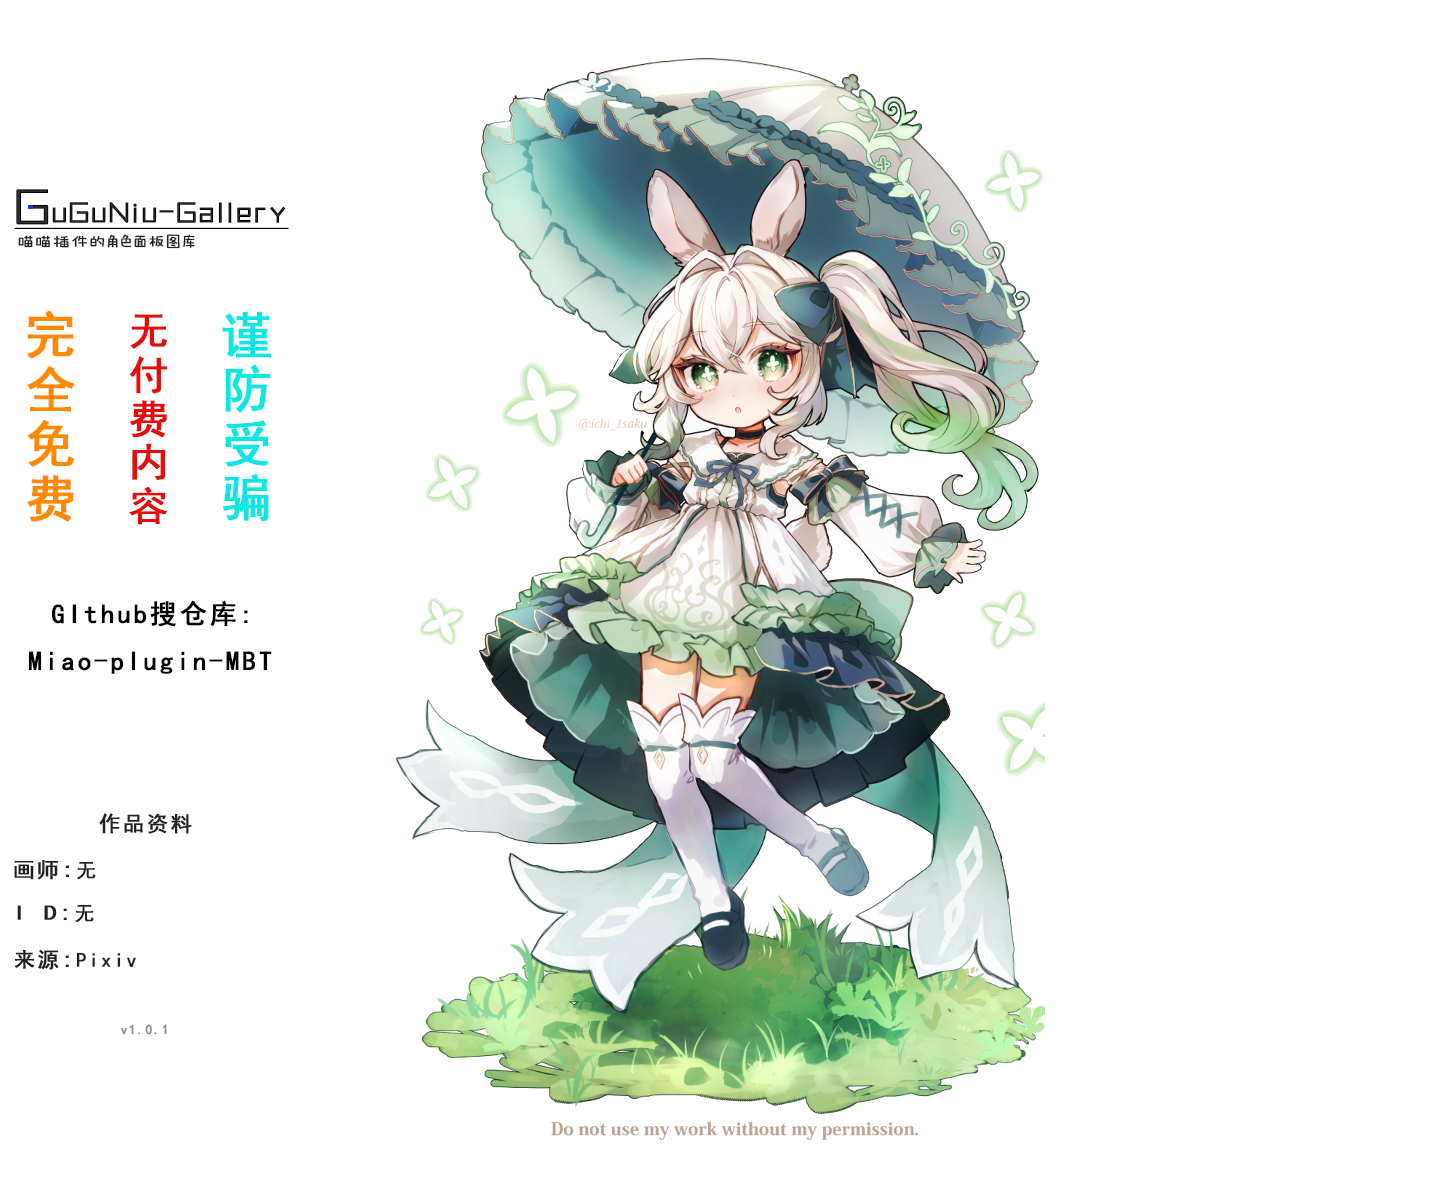 GuGuNiu-Gallery
喵喵插件的角色面板图库
完全免费
无付费内容
谨防受骗
GIthub搜仓库:
Miao-plugin-MBT
作品资料
画师:无
I D:无
来源:Pixiv
v1.0.1
@ichi_1saku
Do not use my work without my permission.